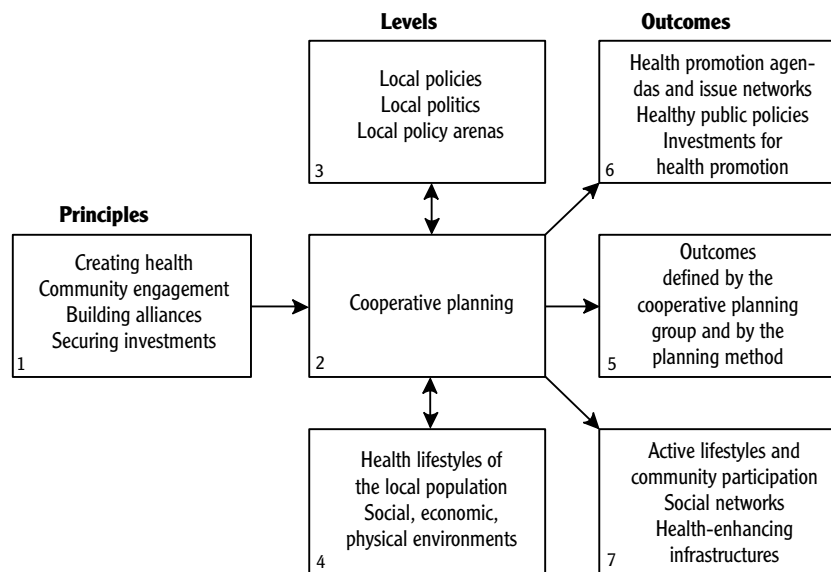 Levels
Outcomes
Local policies
Local politics
Local policy arenas
3
Health promotion agen-
das and issue networks
Healthy public policies
Investments for
health promotion
6
Principles
Creating health
Community engagement
Building alliances
Securing investments
1
Cooperative planning
2
Outcomes
defined by the
cooperative planning
group and by the
planning method
5
Health lifestyles of
the local population
Social, economic,
physical environments
4
Active lifestyles and
community participation
Social networks
Health-enhancing
infrastructures
7